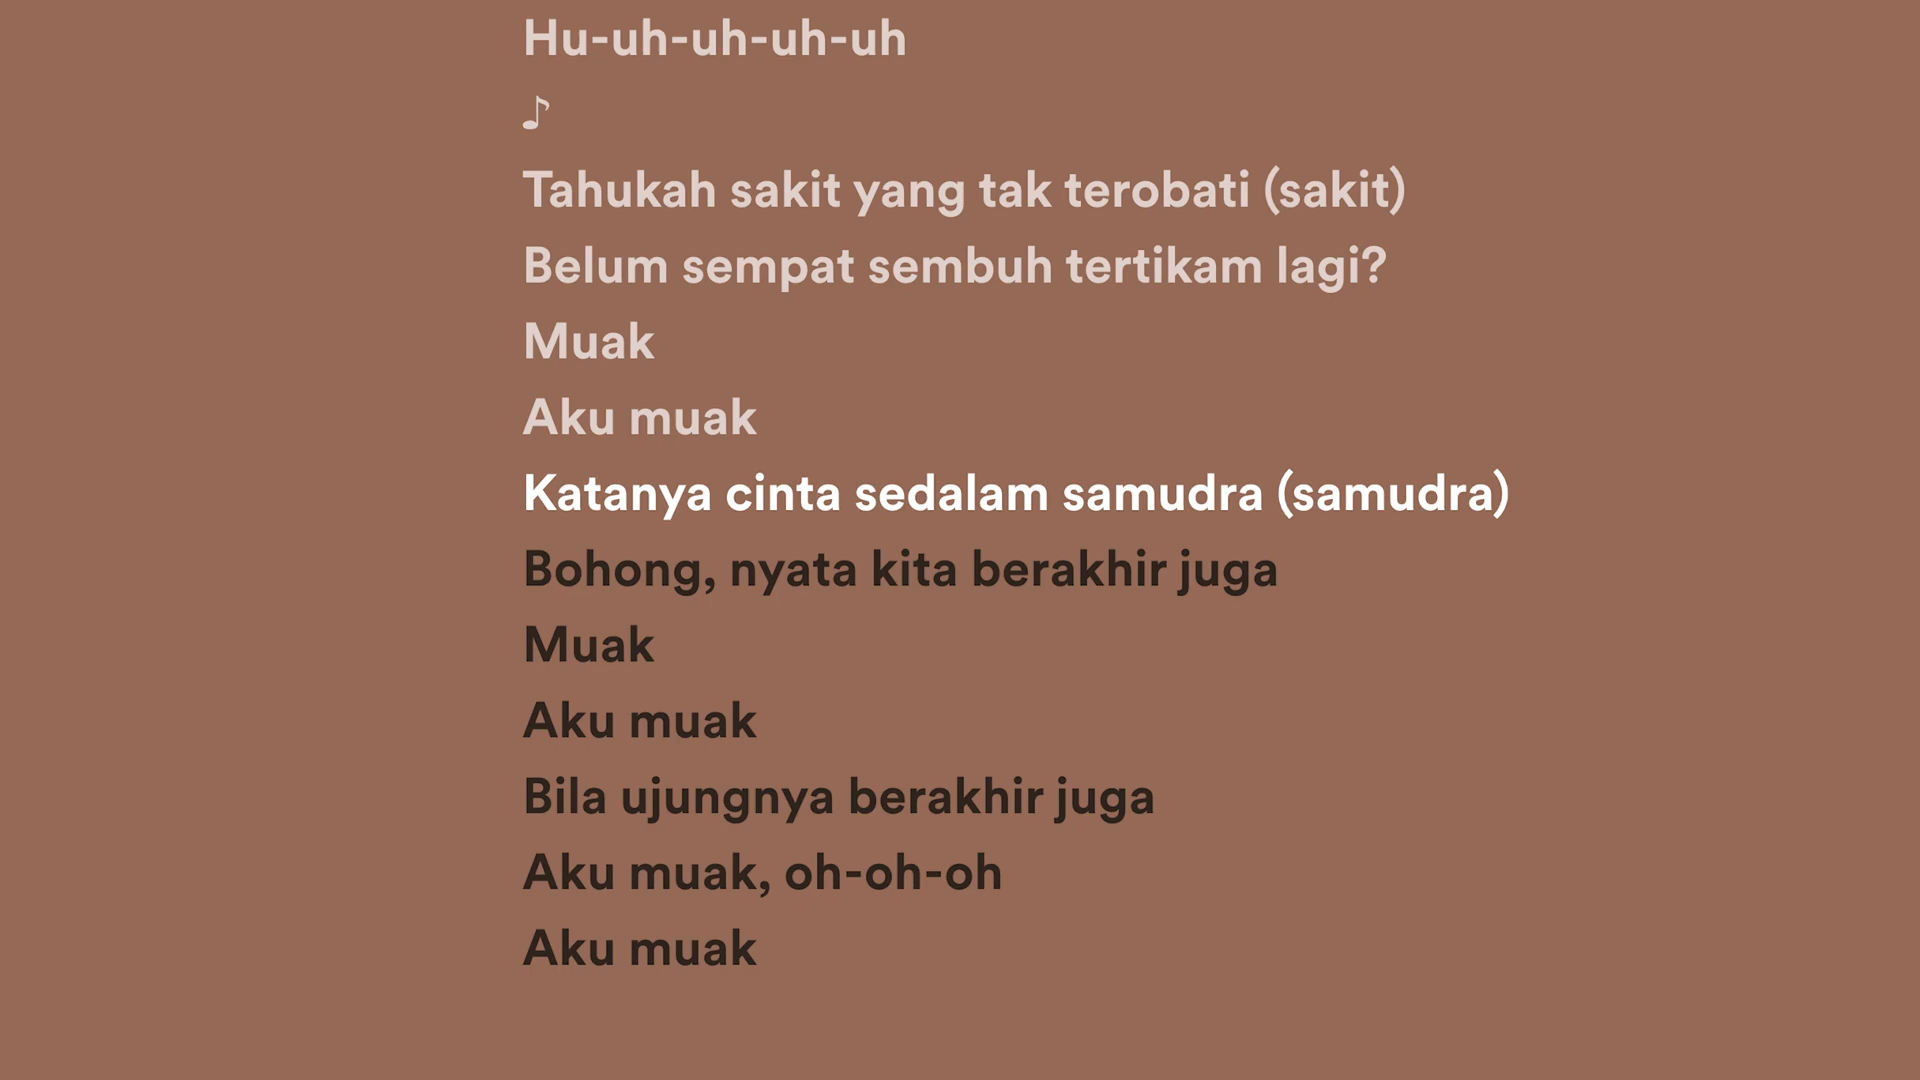 Hu-uh-uh-uh-uh
♪
Tahukah sakit yang tak terobati (sakit)
Belum sempat sembuh tertikam lagi?
Muak
Aku muak
Katanya cinta sedalam samudra (samudra)
Bohong, nyata kita berakhir juga
Muak
Aku muak
Bila ujungnya berakhir juga
Aku muak, oh-oh-oh
Aku muak